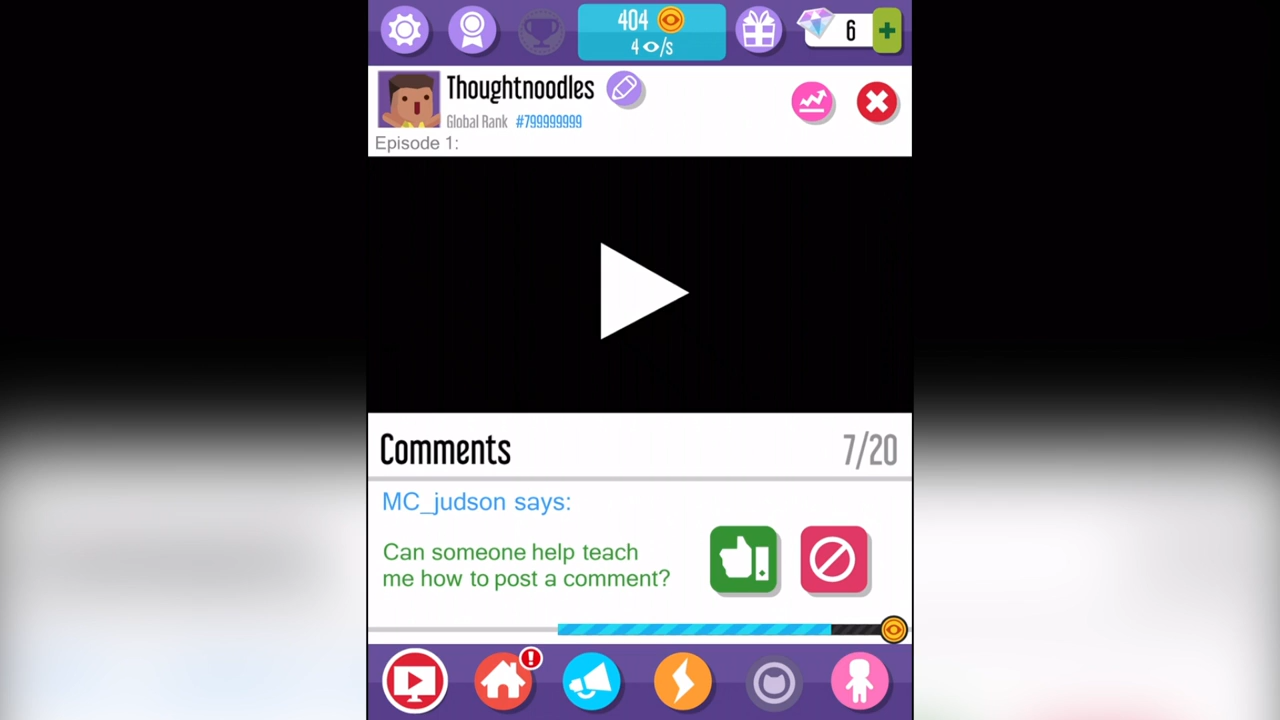 404
4 /s
6
+
Thoughtnoodles
Global Rank #799999999
Episode 1:
Comments
7/20
MC_judson says:
Can someone help teach
me how to post a comment?
!